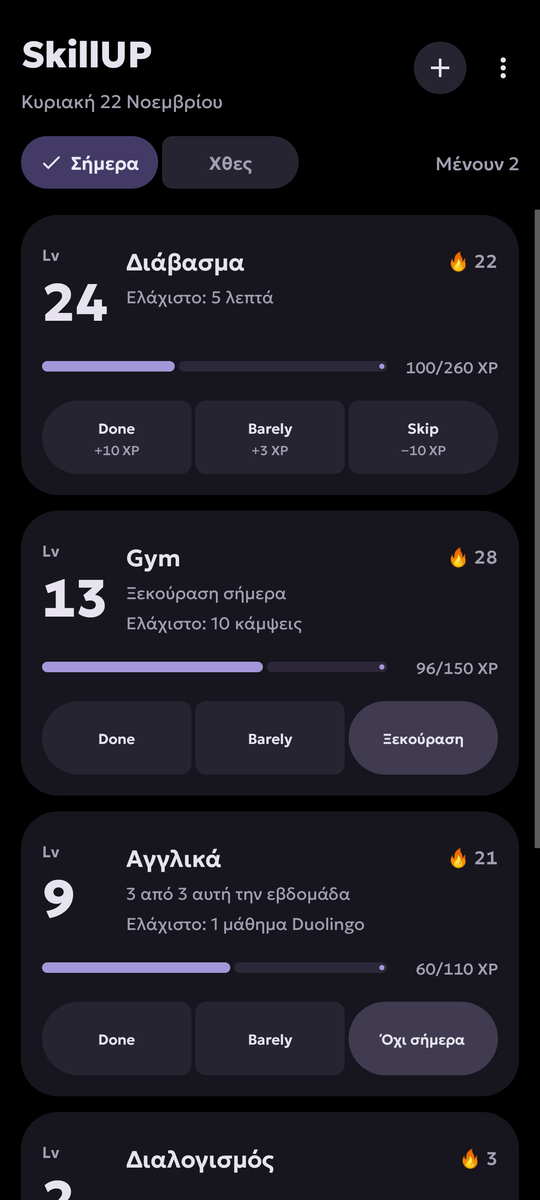 SkillUP
Κυριακή 22 Νοεμβρίου
Σήμερα
Χθες
Μένουν 2
Lv
24
Διάβασμα
22
Ελάχιστο: 5 λεπτά
100/260 XP
Done
+10 XP
Barely
+3 XP
Skip
−10 XP
Lv
13
Gym
28
Ξεκούραση σήμερα
Ελάχιστο: 10 κάμψεις
96/150 XP
Done
Barely
Ξεκούραση
Lv
9
Αγγλικά
21
3 από 3 αυτή την εβδομάδα
Ελάχιστο: 1 μάθημα Duolingo
60/110 XP
Done
Barely
Όχι σήμερα
Lv
Διαλογισμός
3